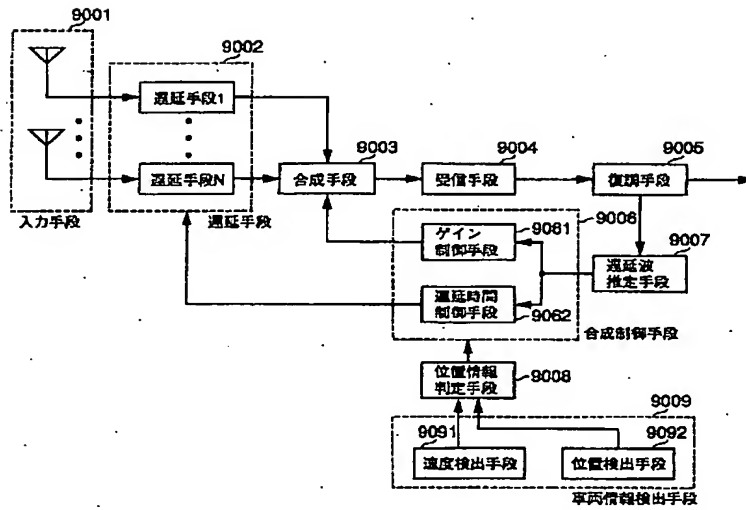 9001
9002
遅延手段1
9003
9004
9005
遅延手段N
合成手段
受信手段
復調手段
入力手段
遅延手段
9006
ゲイン
制御手段
9061
9007
遅延波
推定手段
遅延時間
制御手段
9062
合成制御手段
位置情報
判定手段
9008
9009
9091
9092
速度検出手段
位置検出手段
車両情報検出手段